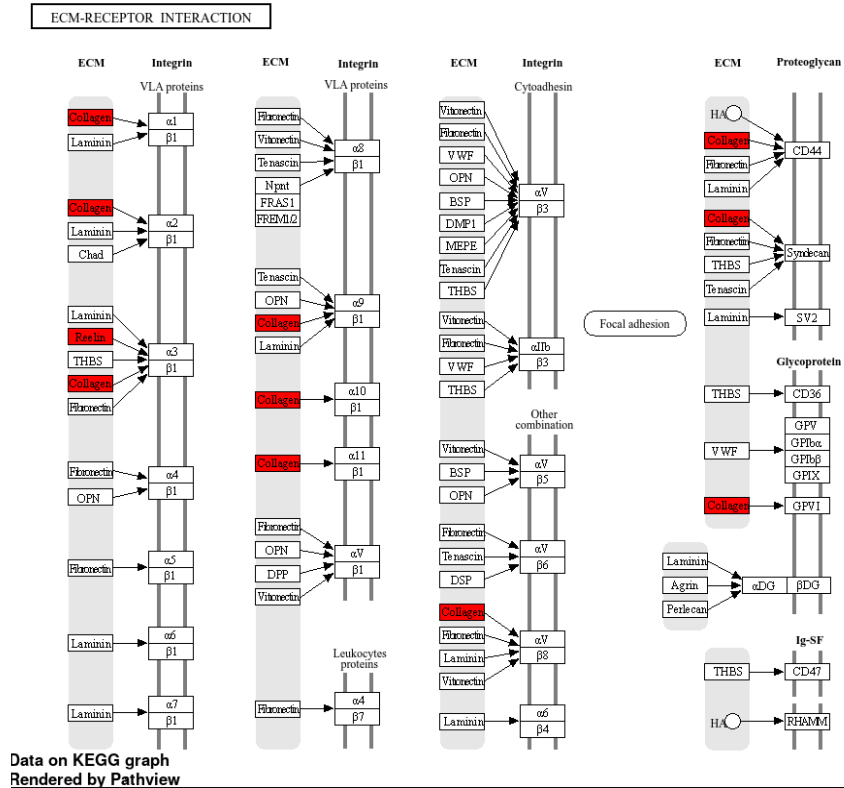 ECM-RECEPTOR INTERACTION
ECM Integrin
VLA proteins
Collagen
Laminin
α1
β1
Collagen
Laminin
Chad
α2
β1
Laminin
Reelin
THBS
Collagen
Fibronectin
α3
β1
Fibronectin
OPN
α4
β1
Fibronectin
α5
β1
Laminin
α6
β1
Laminin
α7
β1
ECM Integrin
VLA proteins
Fibronectin
Vitronectin
Tenascin
Npnt
FRAS1
FREM1/2
α8
β1
Tenascin
OPN
Collagen
Laminin
α9
β1
Collagen
α10
β1
Collagen
α11
β1
Fibronectin
OPN
DPP
Vitronectin
αV
β1
Leukocytes
proteins
Fibronectin
α4
β7
ECM Integrin
Cytoadhesin
Vitronectin
Fibronectin
VWF
OPN
BSP
DMP1
MEPE
Tenascin
THBS
αV
β3
Vitronectin
Fibronectin
VWF
THBS
αIIb
β3
Other
combination
Vitronectin
BSP
OPN
αV
β5
Fibronectin
Tenascin
DSP
αV
β6
Collagen
Fibronectin
Laminin
Vitronectin
αV
β8
Laminin
α6
β4
Focal adhesion
ECM Proteoglycan
HA
Collagen
Fibronectin
Laminin
CD44
Collagen
Fibronectin
THBS
Tenascin
Syndecan
Laminin
SV2
Glycoprotein
THBS
CD36
VWF
GPV
GPIbα
GPIbβ
GPIX
Collagen
GPVI
Laminin
Agrin
Perlecan
αDG βDG
Ig-SF
THBS
CD47
HA
RHAMM
Data on KEGG graph
Rendered by Pathview